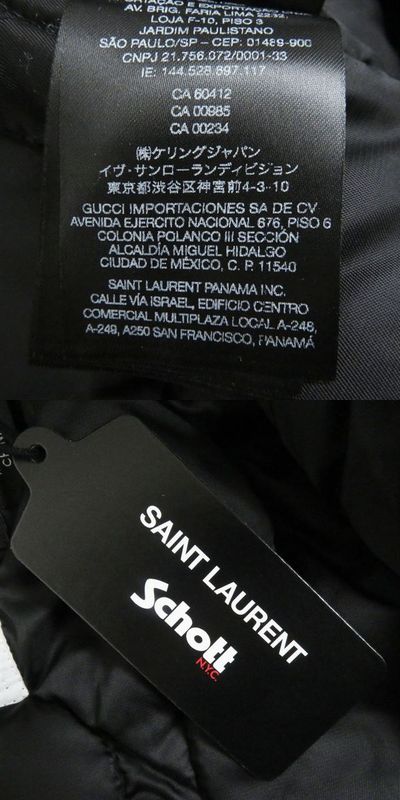 AV. BRIG. FARIA LIMA 2232,
LOJA F-10, PISO 3
JARDIM PAULISTANO
SÃO PAULO/SP - CEP: 01489-900
CNPJ 21.756.072/0001-33
IE: 144.528.897.117
CA 60412
CA 00985
CA 00234
㈱ケリングジャパン
イヴ・サンローランディビジョン
東京都渋谷区神宮前4-3-10
GUCCI IMPORTACIONES SA DE CV
AVENIDA EJERCITO NACIONAL 676, PISO 6
COLONIA POLANCO III SECCIÓN
ALCALDÍA MIGUEL HIDALGO
CIUDAD DE MÉXICO, C. P. 11540
SAINT LAURENT PANAMA INC.
CALLE VÍA ISRAEL, EDIFICIO CENTRO
COMERCIAL MULTIPLAZA LOCAL A-248,
A-249, A250 SAN FRANCISCO, PANAMÁ
SAINT LAURENT
Schott
N.Y.C.